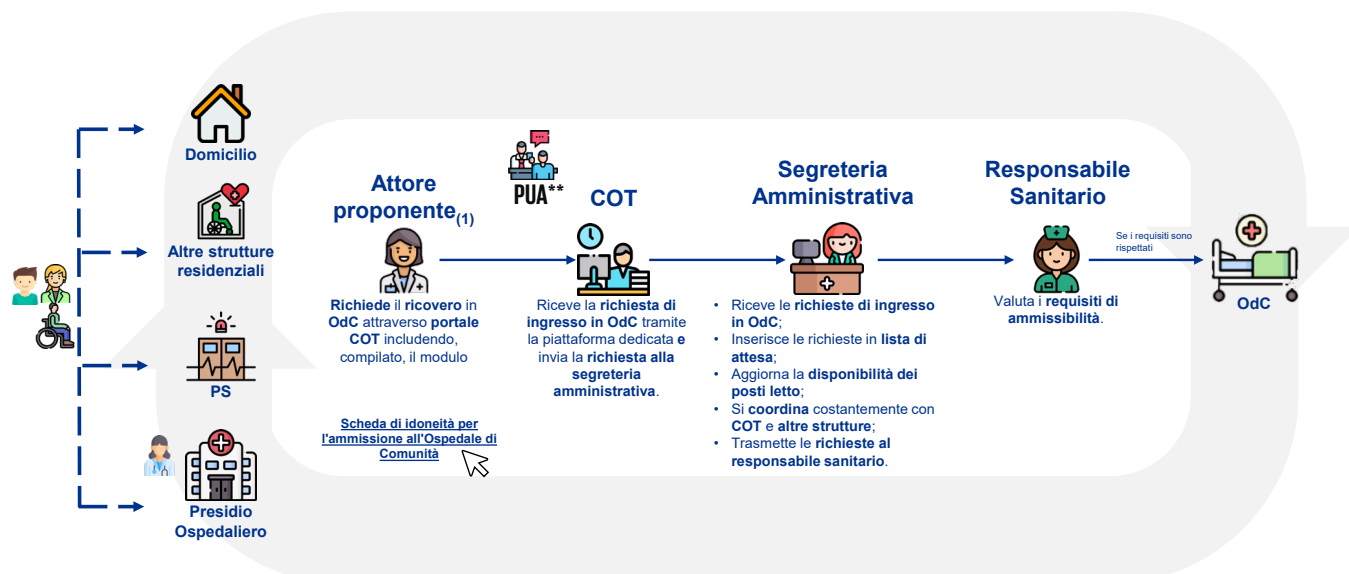 Domicilio
Altre strutture
residenziali
PS
Presidio
Ospedaliero
Attore
proponente(1)
Richiede il ricovero in
OdC attraverso portale
COT includendo,
compilato, il modulo
Scheda di idoneità per
l'ammissione all'Ospedale di
Comunità
PUA**
COT
Riceve la richiesta di
ingresso in OdC tramite
la piattaforma dedicata e
invia la richiesta alla
segreteria
amministrativa.
Segreteria
Amministrativa
• Riceve le richieste di ingresso
in OdC;
• Inserisce le richieste in lista di
attesa;
• Aggiorna la disponibilità dei
posti letto;
• Si coordina costantemente con
COT e altre strutture;
• Trasmette le richieste al
responsabile sanitario.
Responsabile
Sanitario
Valuta i requisiti di
ammissibilità.
Se i requisiti sono
rispettati
OdC